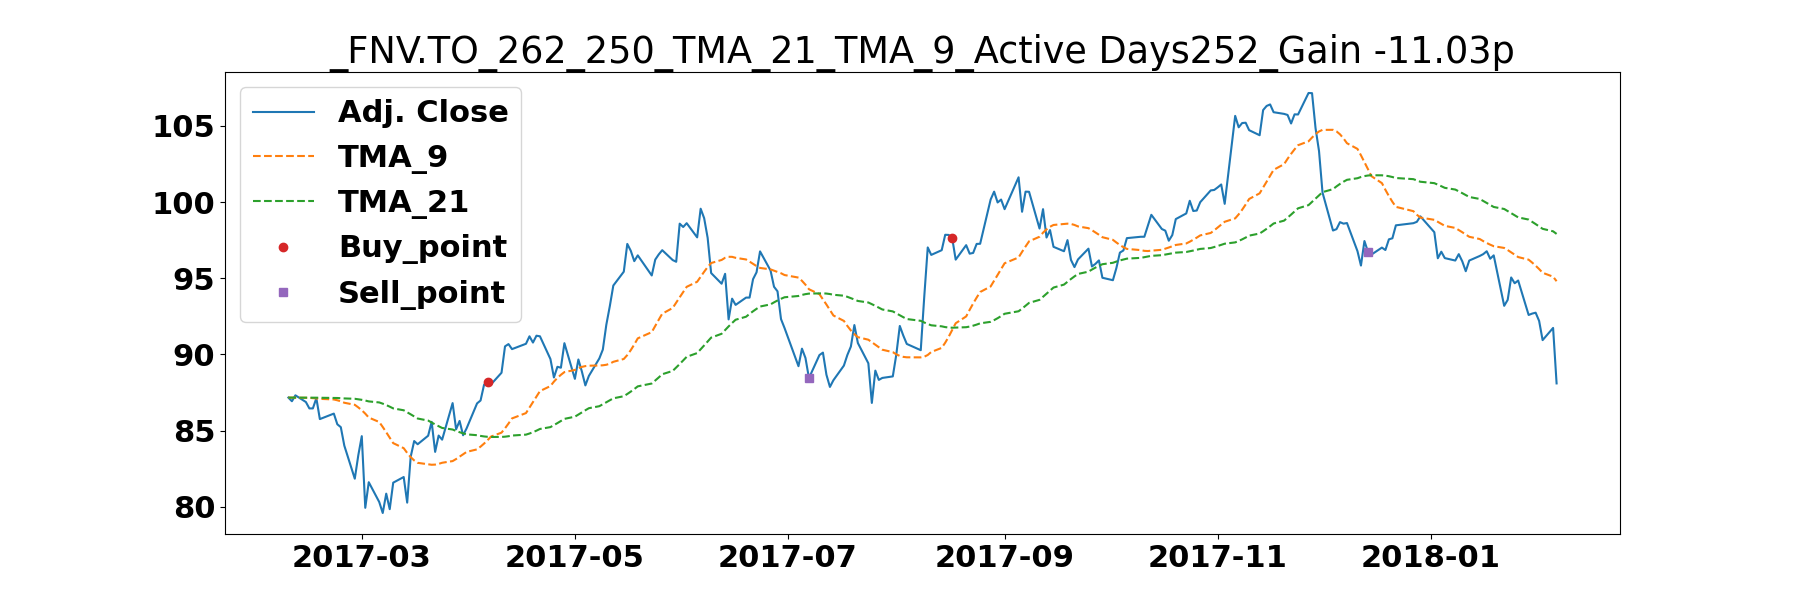 _FNV.TO_262_250_TMA_21_TMA_9_Active Days252_Gain -11.03p
Adj. Close
TMA_9
TMA_21
Buy_point
Sell_point
105
100
95
90
85
80
2017-03 2017-05 2017-07 2017-09 2017-11 2018-01